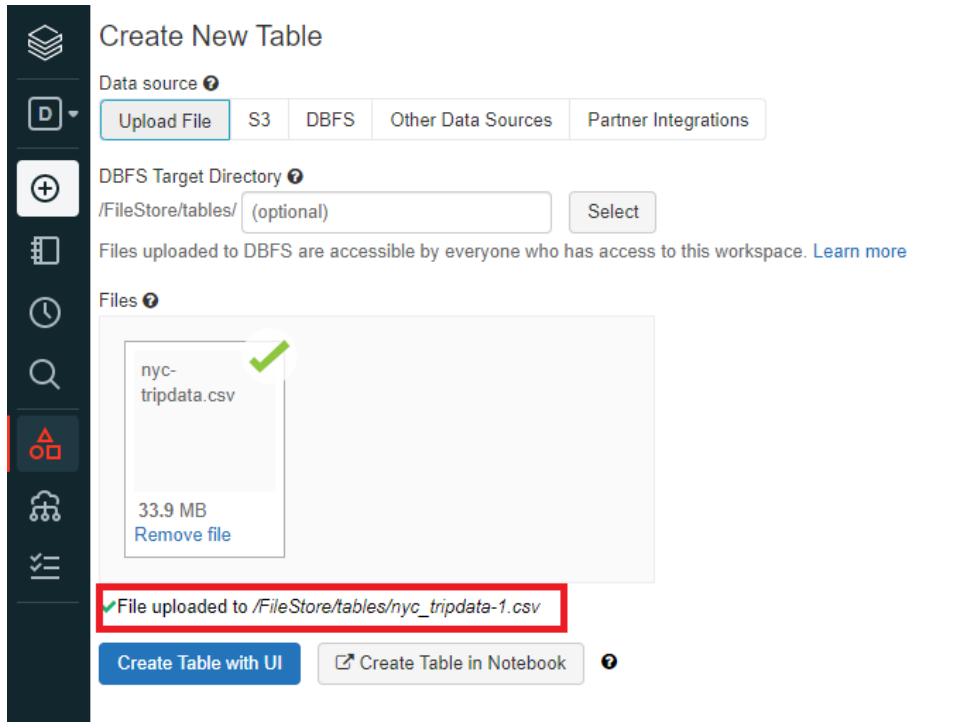 Create New Table
Data source ?
Upload File S3 DBFS Other Data Sources Partner Integrations
D
DBFS Target Directory ?
/FileStore/tables/ (optional) Select
Files uploaded to DBFS are accessible by everyone who has access to this workspace. Learn more
Files ?
nyc-
tripdata.csv
33.9 MB
Remove file
File uploaded to /FileStore/tables/nyc_tripdata-1.csv
Create Table with UI Create Table in Notebook ?